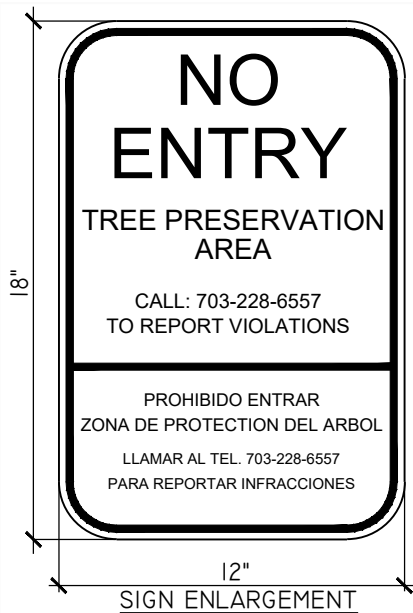 NO
ENTRY
TREE PRESERVATION
AREA
CALL: 703-228-6557
TO REPORT VIOLATIONS
PROHIBIDO ENTRAR
ZONA DE PROTECTION DEL ARBOL
LLAMAR AL TEL. 703-228-6557
PARA REPORTAR INFRACCIONES
18"
12"
SIGN ENLARGEMENT